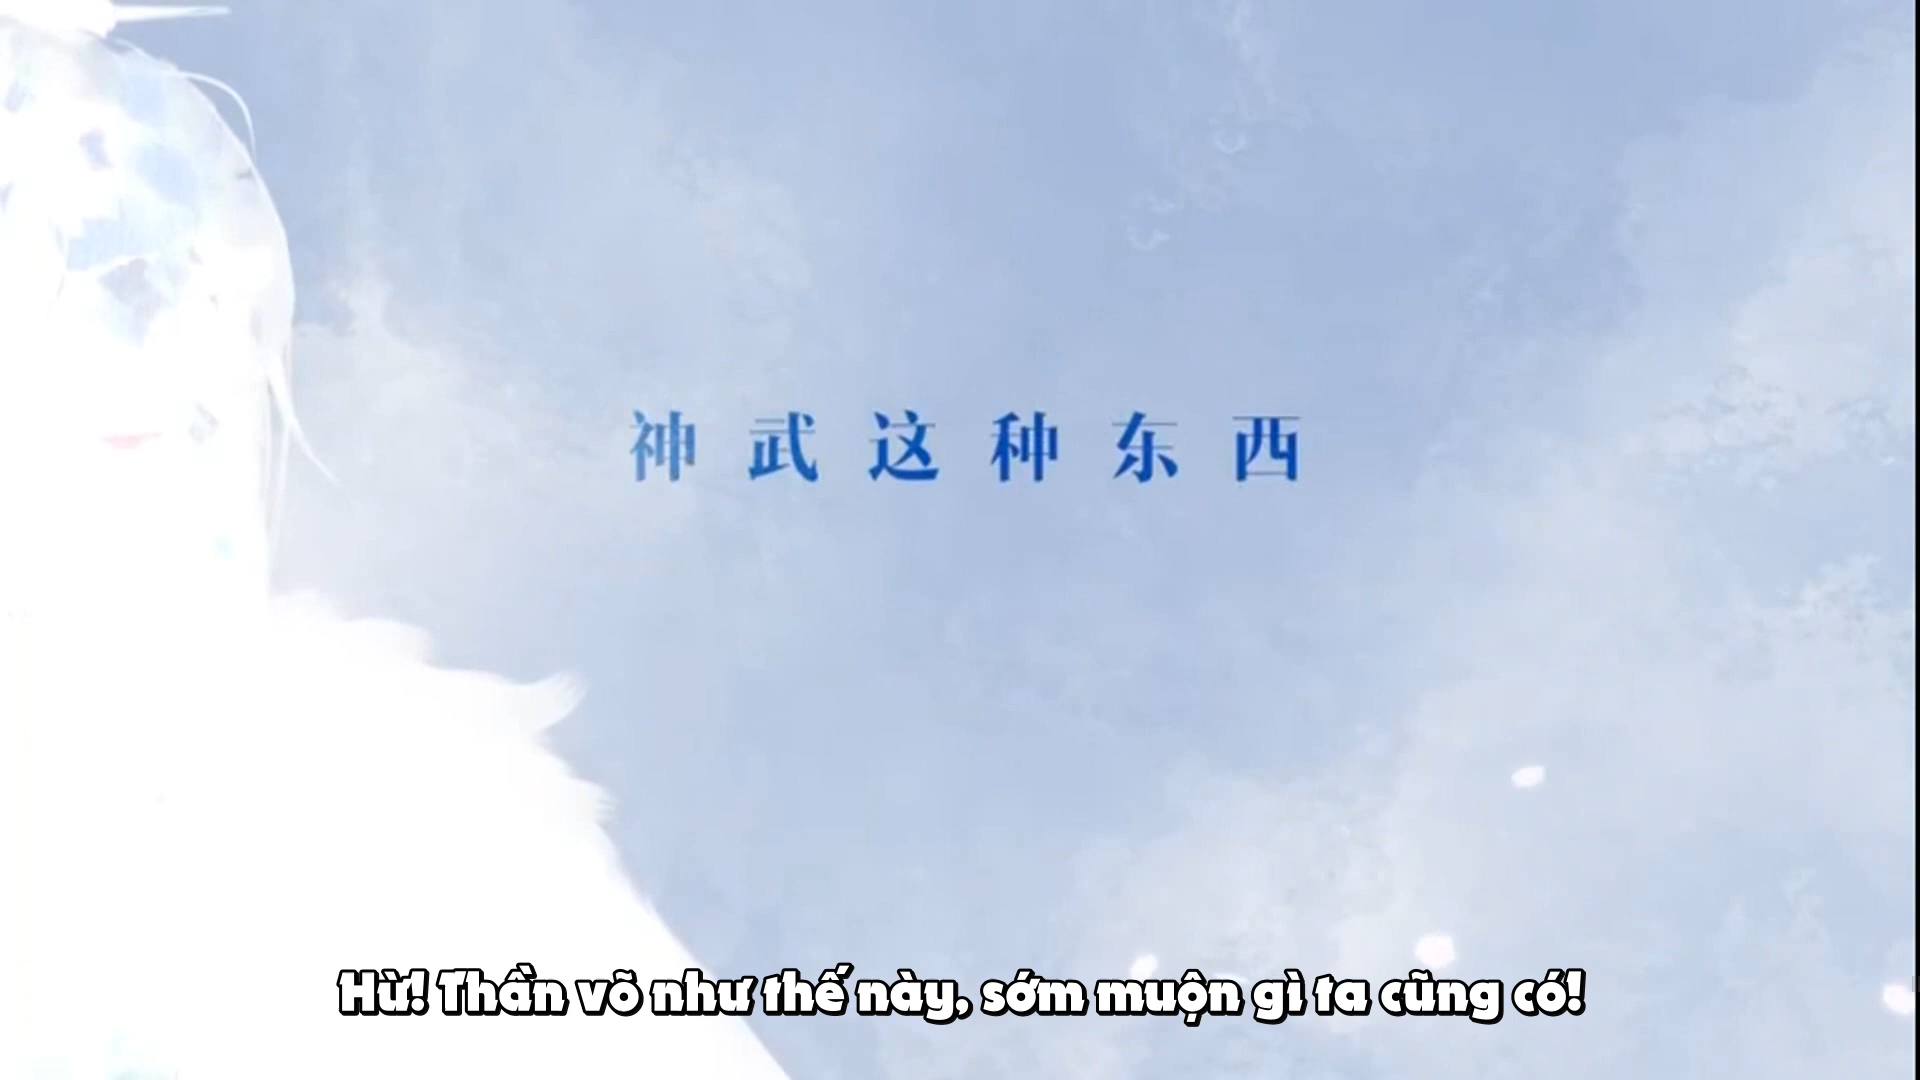 神武这种东西
Hừ! Thần võ như thế này, sớm muộn gì ta cũng có!